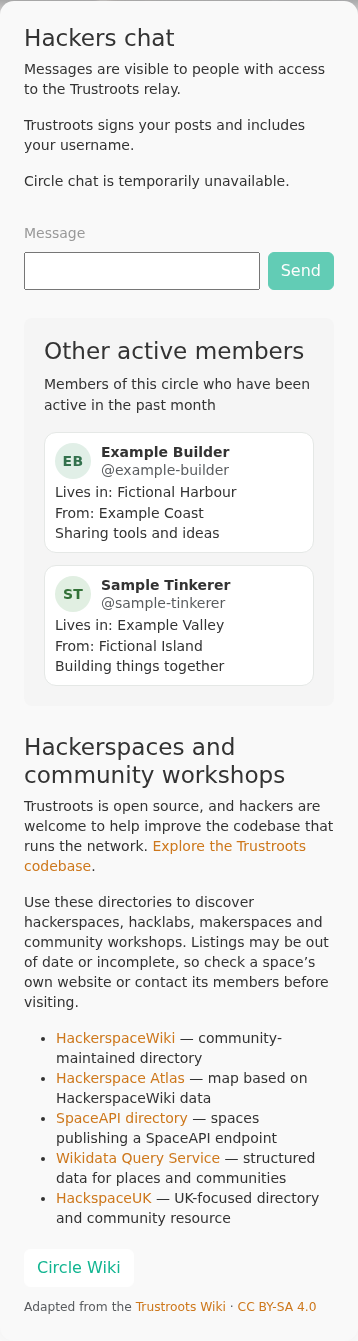 Hackers chat
Messages are visible to people with access
to the Trustroots relay.
Trustroots signs your posts and includes
your username.
Circle chat is temporarily unavailable.
Message
Send
Other active members
Members of this circle who have been
active in the past month
EB
Example Builder
@example-builder
Lives in: Fictional Harbour
From: Example Coast
Sharing tools and ideas
ST
Sample Tinkerer
@sample-tinkerer
Lives in: Example Valley
From: Fictional Island
Building things together
Hackerspaces and
community workshops
Trustroots is open source, and hackers are
welcome to help improve the codebase that
runs the network. Explore the Trustroots
codebase.
Use these directories to discover
hackerspaces, hacklabs, makerspaces and
community workshops. Listings may be out
of date or incomplete, so check a space’s
own website or contact its members before
visiting.
• HackerspaceWiki — community-
maintained directory
• Hackerspace Atlas — map based on
HackerspaceWiki data
• SpaceAPI directory — spaces
publishing a SpaceAPI endpoint
• Wikidata Query Service — structured
data for places and communities
• HackspaceUK — UK-focused directory
and community resource
Circle Wiki
Adapted from the Trustroots Wiki · CC BY-SA 4.0